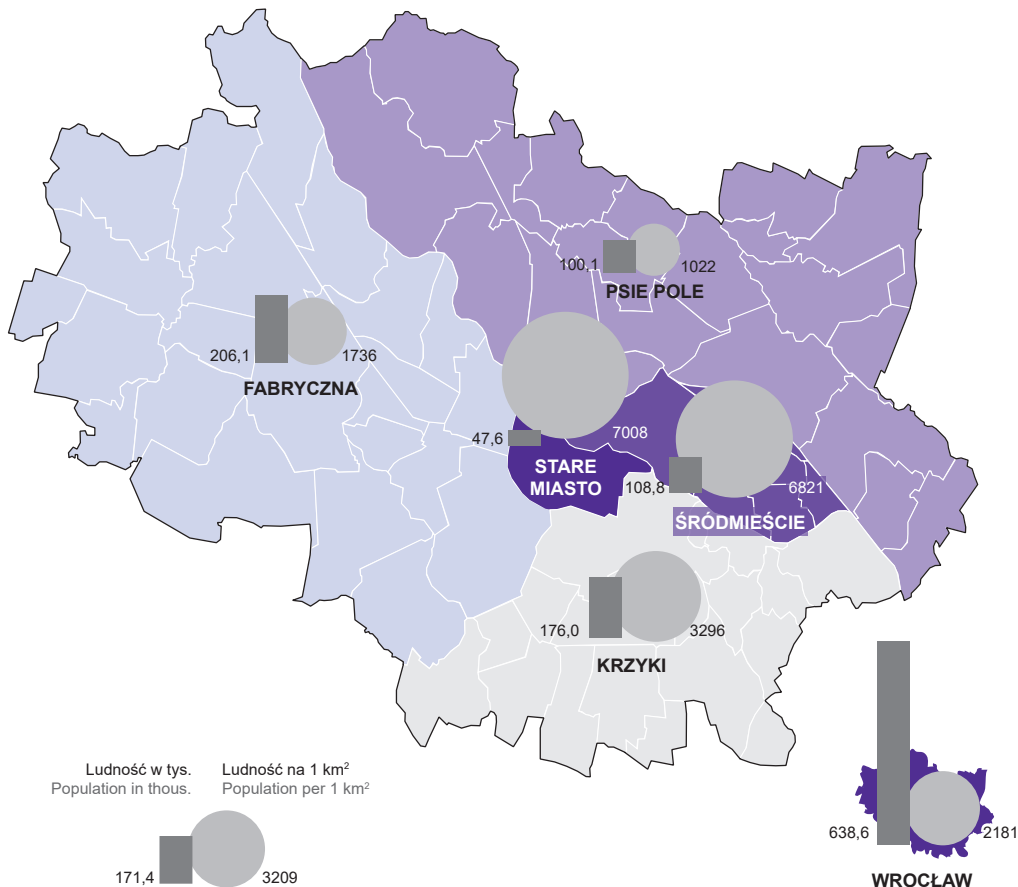 100,1
1022
PSIE POLE
206,1
1736
FABRYCZNA
47,6
7008
STARE
MIASTO
108,8
6821
ŚRÓDMIEŚCIE
176,0
3296
KRZYKI
Ludność w tys.
Population in thous.
Ludność na 1 km²
Population per 1 km²
171,4
3209
638,6
2181
WROCŁAW